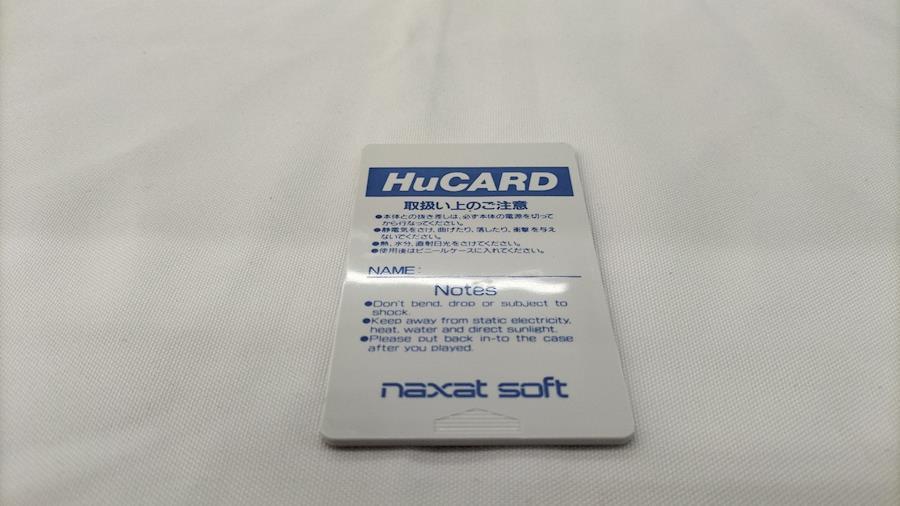 HuCARD
取扱い上のご注意
●本体との抜き差しは、必ず本体の電源を切って
から行なってください。
●静電気をさけ、曲げたり、落したり、衝撃を与え
ないでください。
●熱、水分、直射日光をさけてください。
●使用後はビニールケースに入れてください。
NAME:
Notes
●Don't bend, drop or subject to
shock.
●Keep away from static electricity,
heat, water and direct sunlight.
●Please put back in-to the case
after you played.
naxat soft